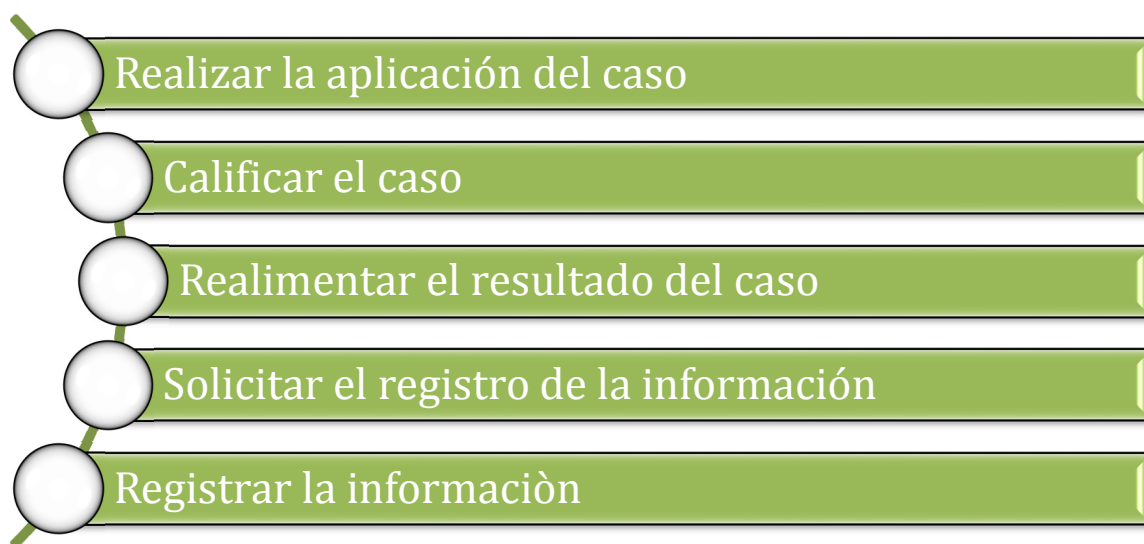 Realizar la aplicación del caso
Calificar el caso
Realimentar el resultado del caso
Solicitar el registro de la información
Registrar la informaciòn